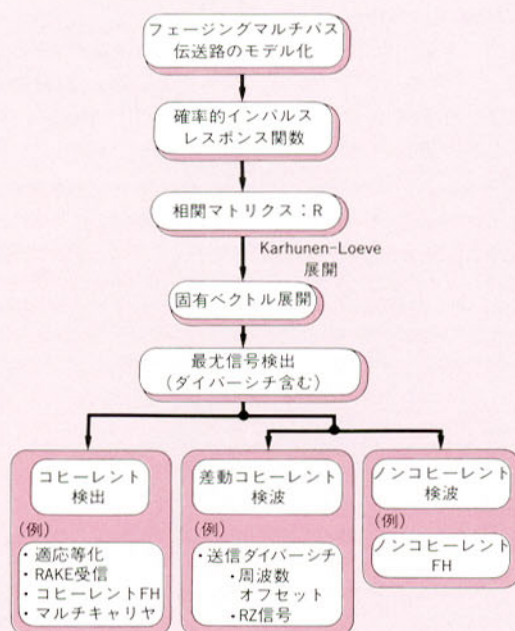 フェージングマルチパス
伝送路のモデル化
確率的インパルス
レスポンス関数
相関マトリクス：R
Karhunen-Loeve
展開
固有ベクトル展開
最尤信号検出
(ダイバーシチ含む)
コヒーレント
検出
(例)
・適応等化
・RAKE受信
・コヒーレントFH
・マルチキャリヤ
差動コヒーレント
検波
(例)
・送信ダイバーシチ
・周波数
オフセット
・RZ信号
ノンコヒーレント
検波
(例)
ノンコヒーレント
FH